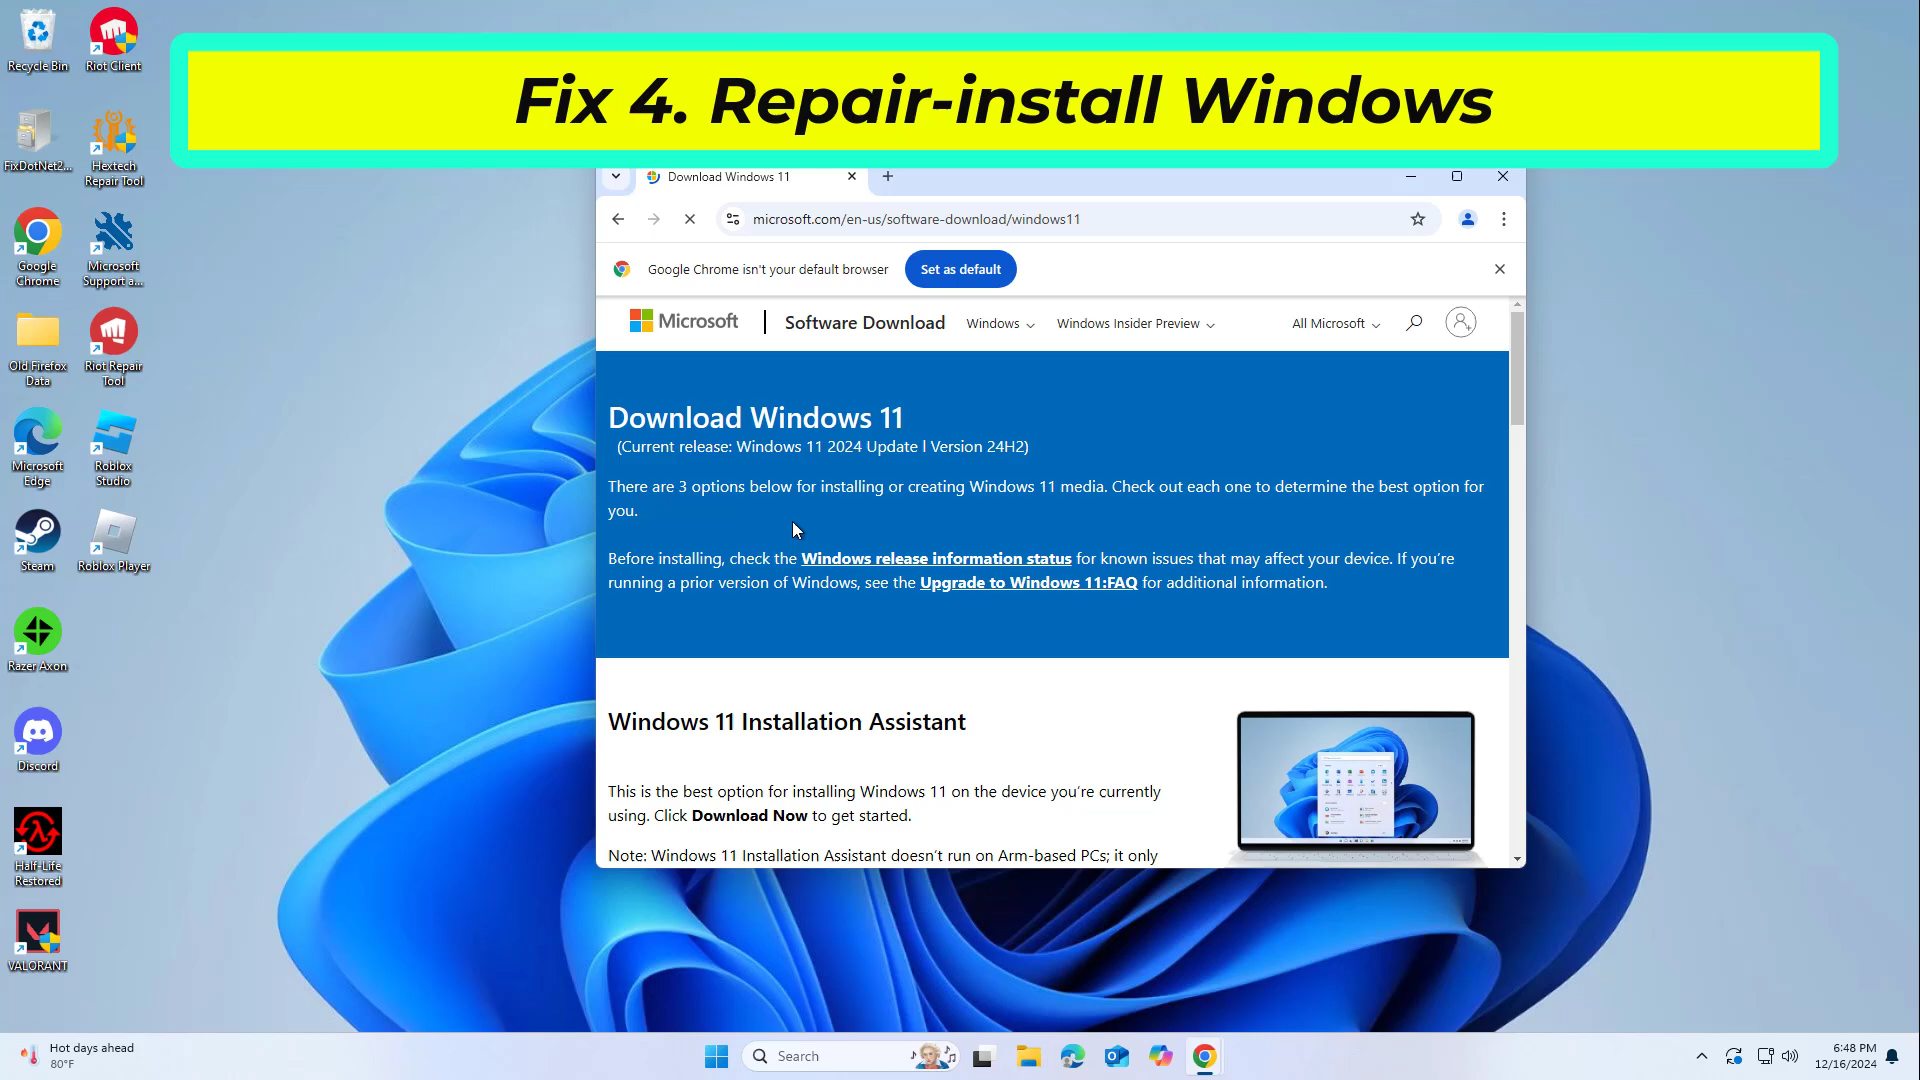 Fix 4. Repair-install Windows
Recycle Bin
Riot Client
FixDotNet2...
Hextech
Repair Tool
Google
Chrome
Microsoft
Support a...
Old Firefox
Data
Riot Repair
Tool
Microsoft
Edge
Roblox
Studio
Steam
Roblox Player
Razer Axon
Discord
Half-Life
Restored
VALORANT
Download Windows 11
microsoft.com/en-us/software-download/windows11
Google Chrome isn't your default browser
Set as default
Microsoft
Software Download
Windows
Windows Insider Preview
All Microsoft
Download Windows 11
(Current release: Windows 11 2024 Update l Version 24H2)
There are 3 options below for installing or creating Windows 11 media. Check out each one to determine the best option for
you.
Before installing, check the Windows release information status for known issues that may affect your device. If you’re
running a prior version of Windows, see the Upgrade to Windows 11:FAQ for additional information.
Windows 11 Installation Assistant
This is the best option for installing Windows 11 on the device you’re currently
using. Click Download Now to get started.
Note: Windows 11 Installation Assistant doesn’t run on Arm-based PCs; it only
Hot days ahead
80°F
Search
6:48 PM
12/16/2024